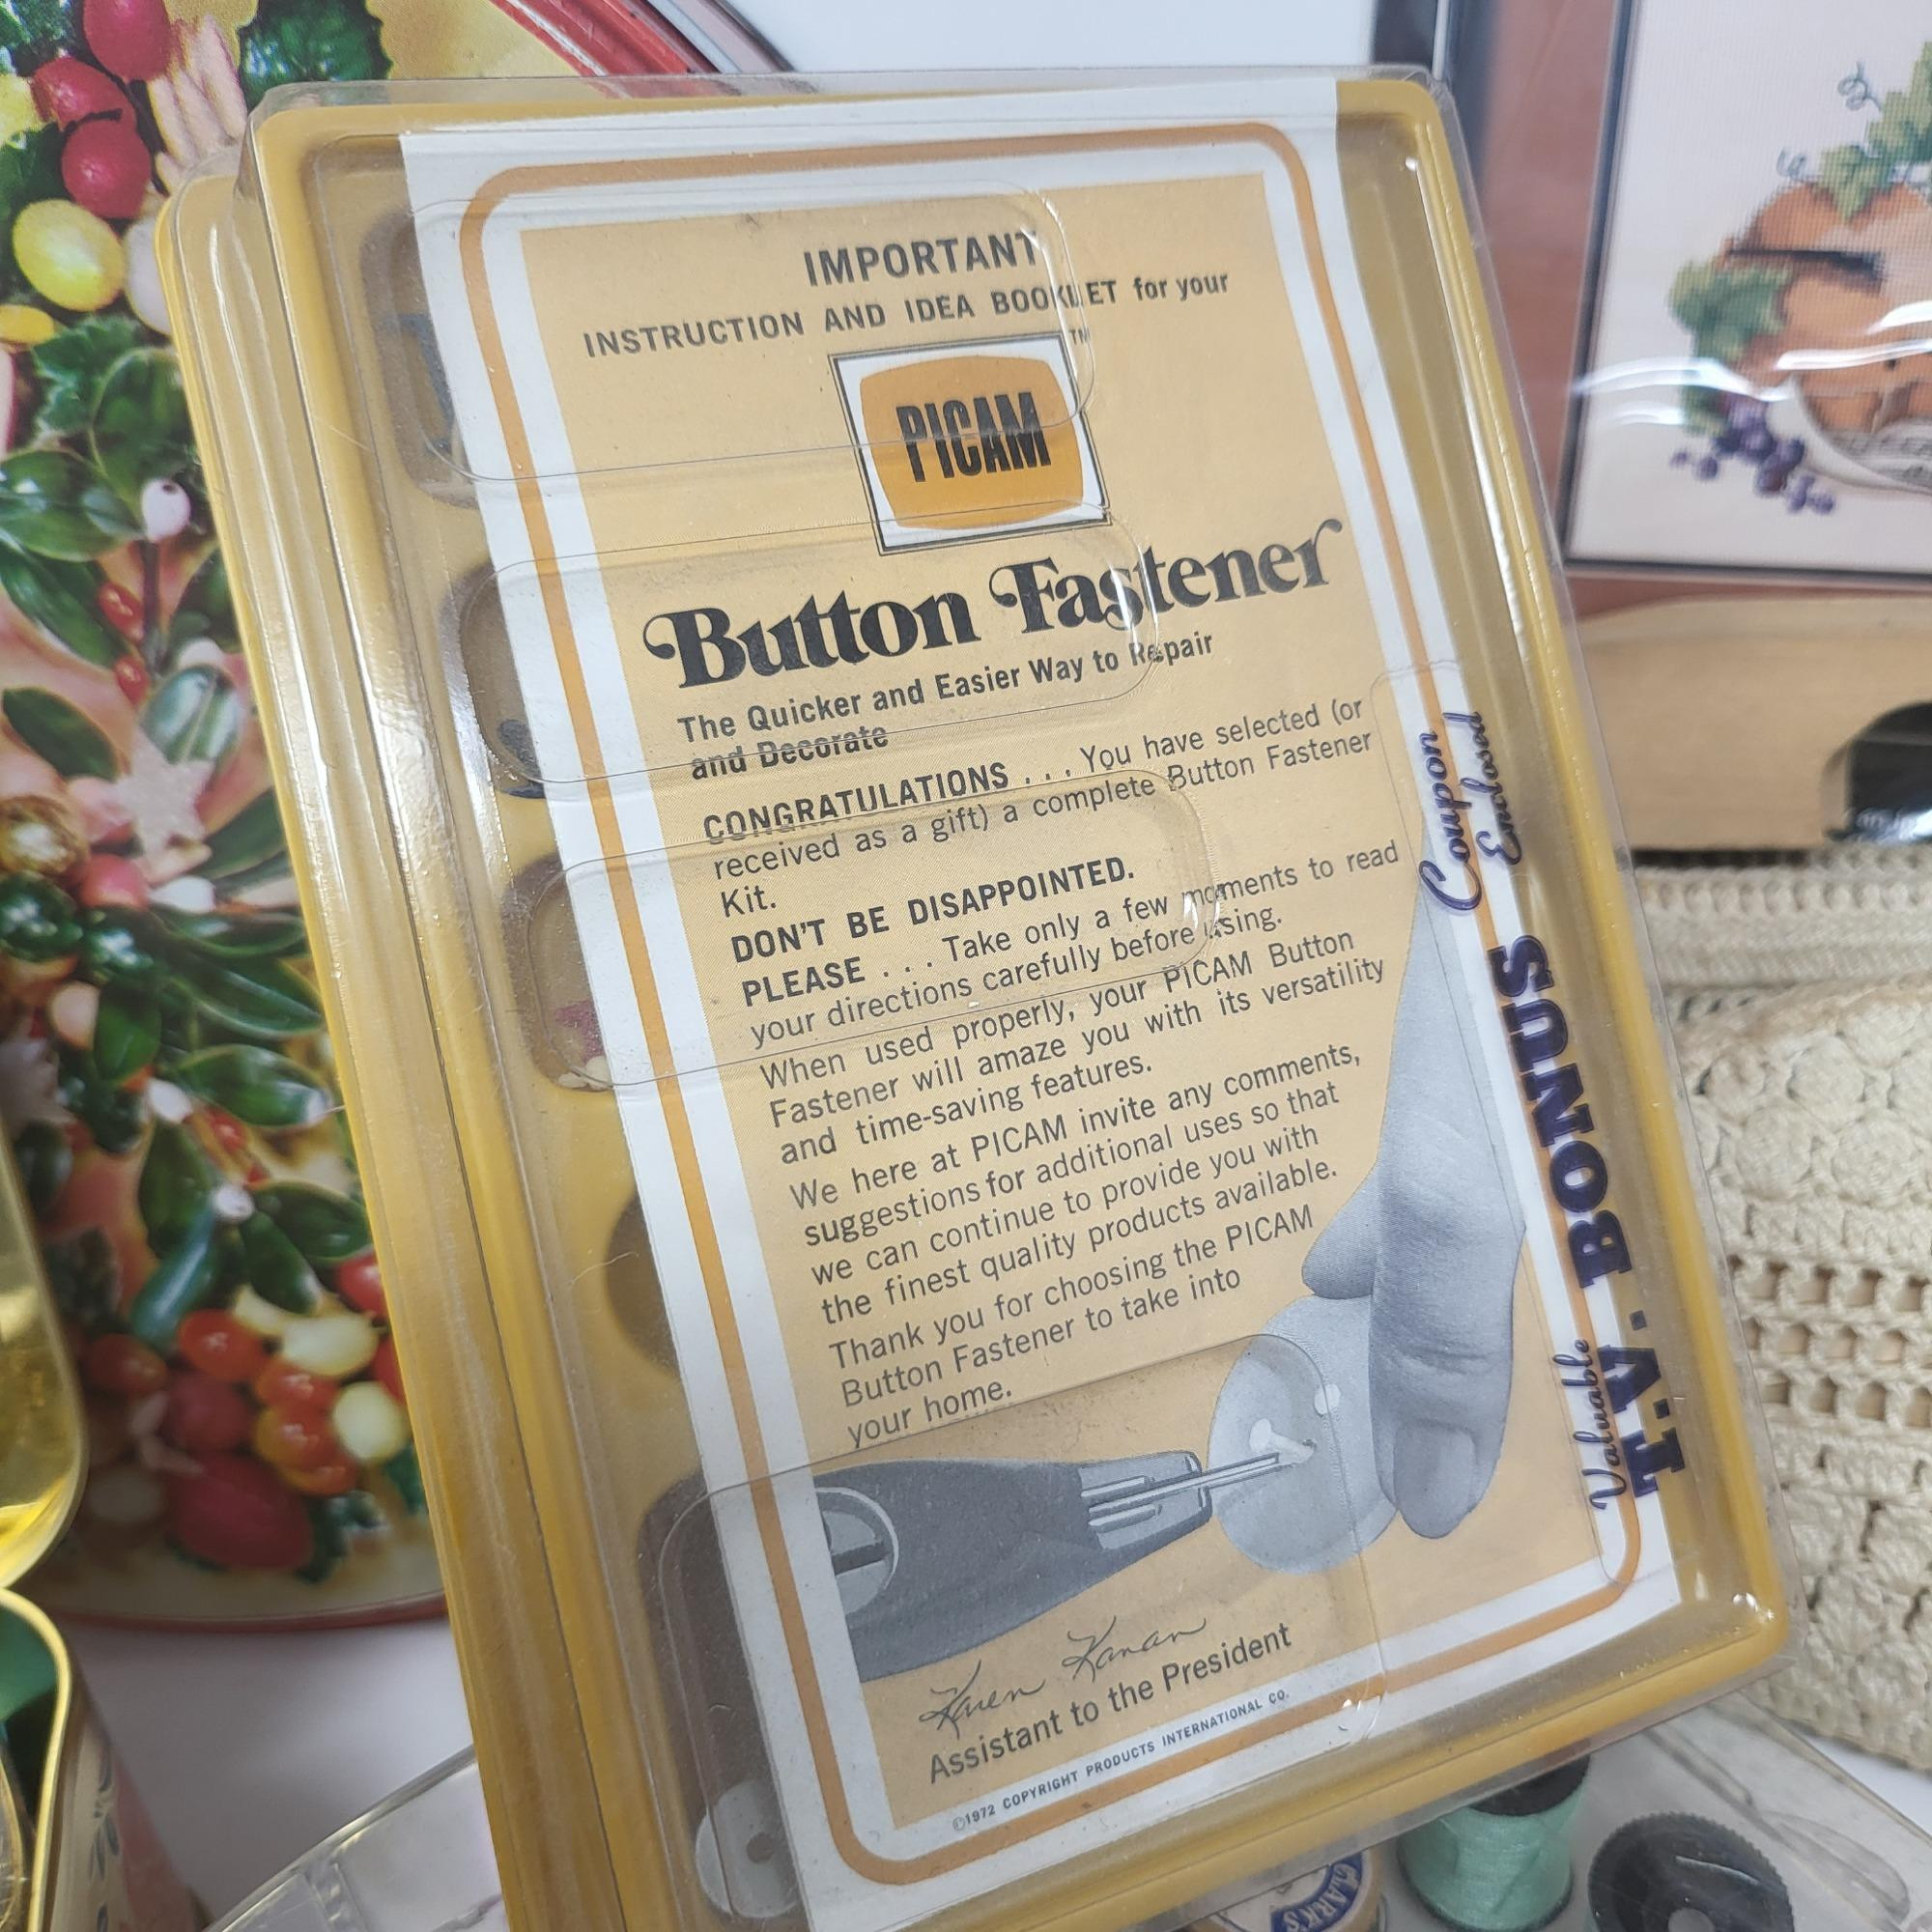 IMPORTANT
INSTRUCTION AND IDEA BOOKLET for your
PICAM TM
Button Fastener
The Quicker and Easier Way to Repair
and Decorate
CONGRATULATIONS . . . You have selected (or
received as a gift) a complete Button Fastener
Kit.
DON'T BE DISAPPOINTED.
PLEASE . . . Take only a few moments to read
your directions carefully before using.
When used properly, your PICAM Button
Fastener will amaze you with its versatility
and time-saving features.
We here at PICAM invite any comments,
suggestions for additional uses so that
we can continue to provide you with
the finest quality products available.
Thank you for choosing the PICAM
Button Fastener to take into
your home.
Karen Kanan
Assistant to the President
©1972 COPYRIGHT PRODUCTS INTERNATIONAL CO.
Valuable Coupon
T.V. BONUS Enclosed
CLARK'S